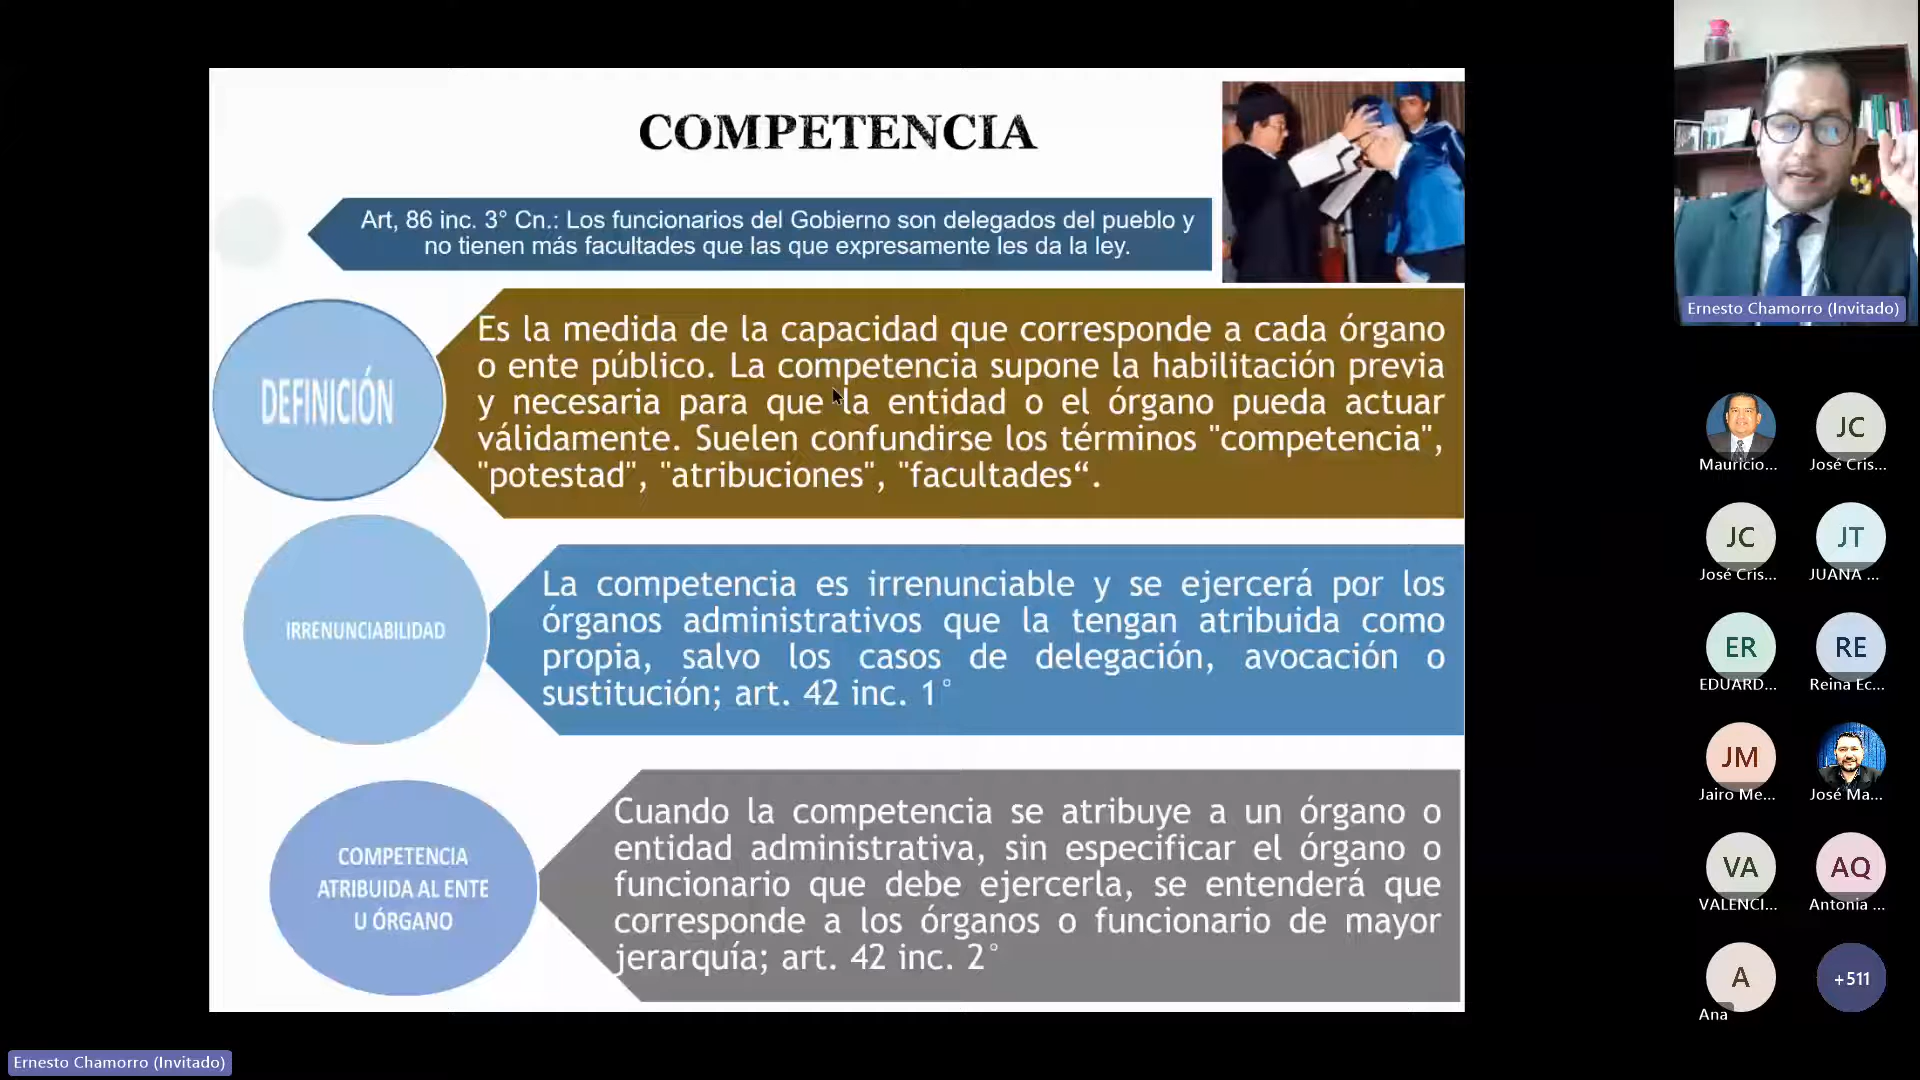 COMPETENCIA
Art, 86 inc. 3° Cn.: Los funcionarios del Gobierno son delegados del pueblo y
no tienen más facultades que las que expresamente les da la ley.
DEFINICIÓN
Es la medida de la capacidad que corresponde a cada órgano
o ente público. La competencia supone la habilitación previa
y necesaria para que la entidad o el órgano pueda actuar
válidamente. Suelen confundirse los términos "competencia",
"potestad", "atribuciones", "facultades“.
IRRENUNCIABILIDAD
La competencia es irrenunciable y se ejercerá por los
órganos administrativos que la tengan atribuida como
propia, salvo los casos de delegación, avocación o
sustitución; art. 42 inc. 1°
COMPETENCIA
ATRIBUIDA AL ENTE
U ÓRGANO
Cuando la competencia se atribuye a un órgano o
entidad administrativa, sin especificar el órgano o
funcionario que debe ejercerla, se entenderá que
corresponde a los órganos o funcionario de mayor
jerarquía; art. 42 inc. 2°
Ernesto Chamorro (Invitado)
Mauricio...
JC
José Cris...
JC
José Cris...
JT
JUANA ...
ER
EDUARD...
RE
Reina Ec...
JM
Jairo Me...
José Ma...
VA
VALENCI...
AQ
Antonia ...
A
Ana
+511
Ernesto Chamorro (Invitado)